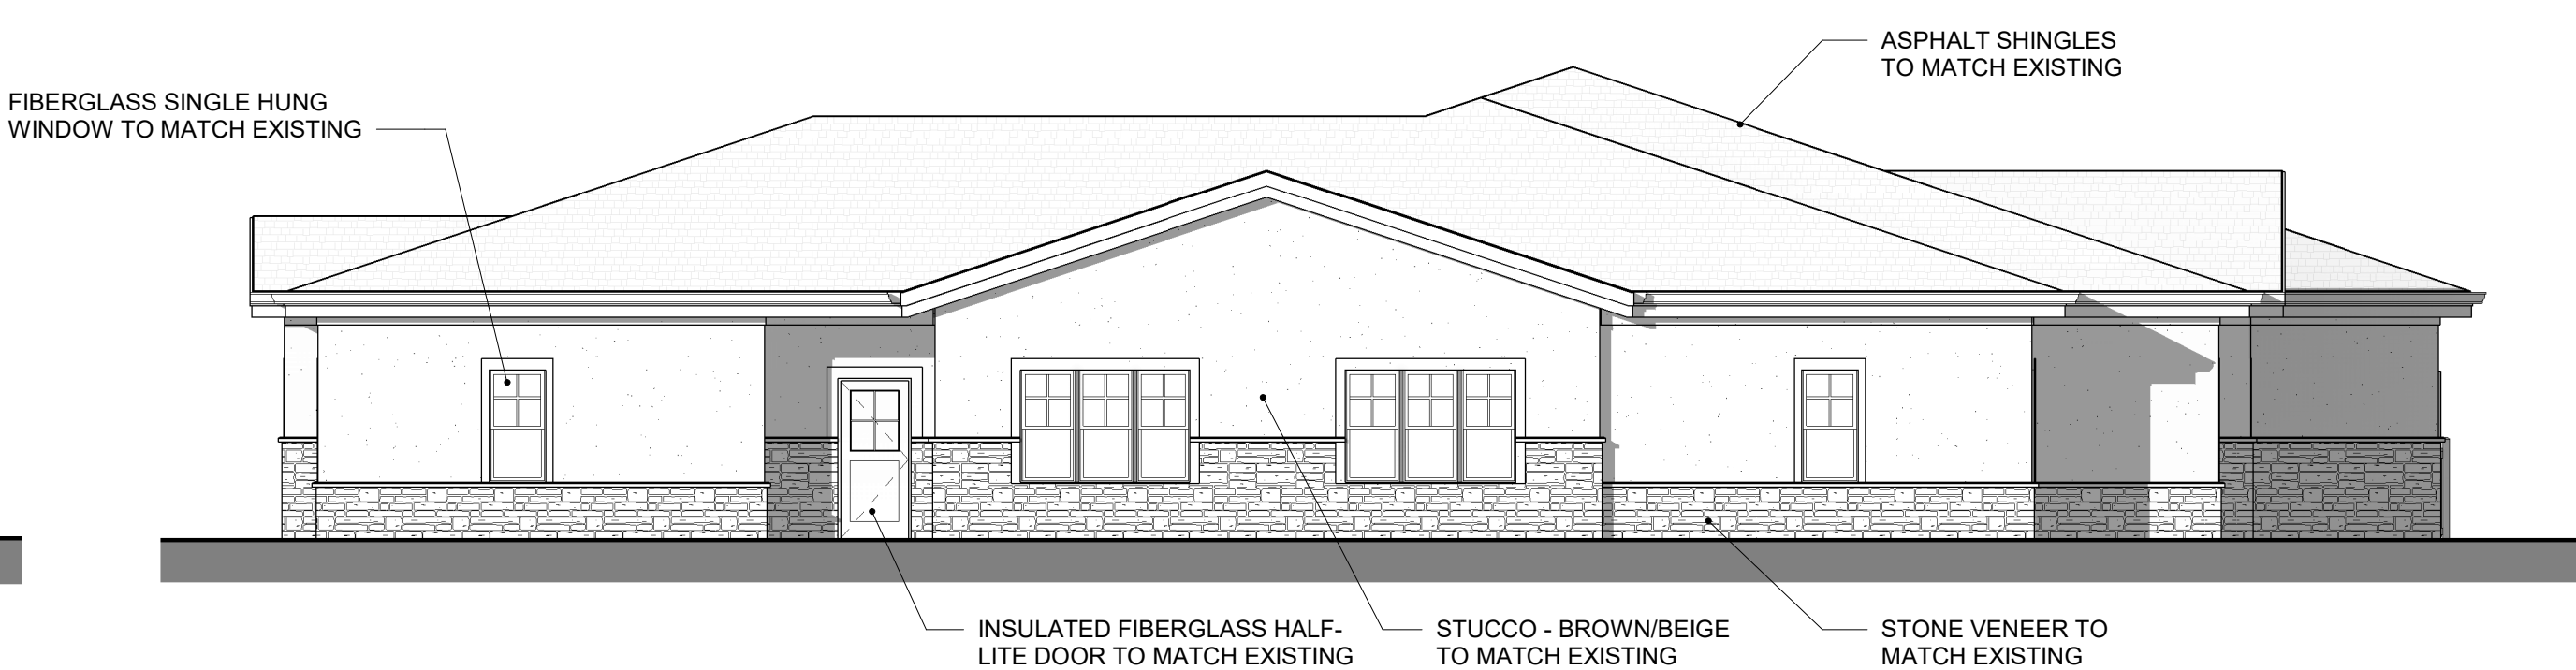 ASPHALT SHINGLES
TO MATCH EXISTING
FIBERGLASS SINGLE HUNG
WINDOW TO MATCH EXISTING
INSULATED FIBERGLASS HALF-
LITE DOOR TO MATCH EXISTING
STUCCO - BROWN/BEIGE
TO MATCH EXISTING
STONE VENEER TO
MATCH EXISTING